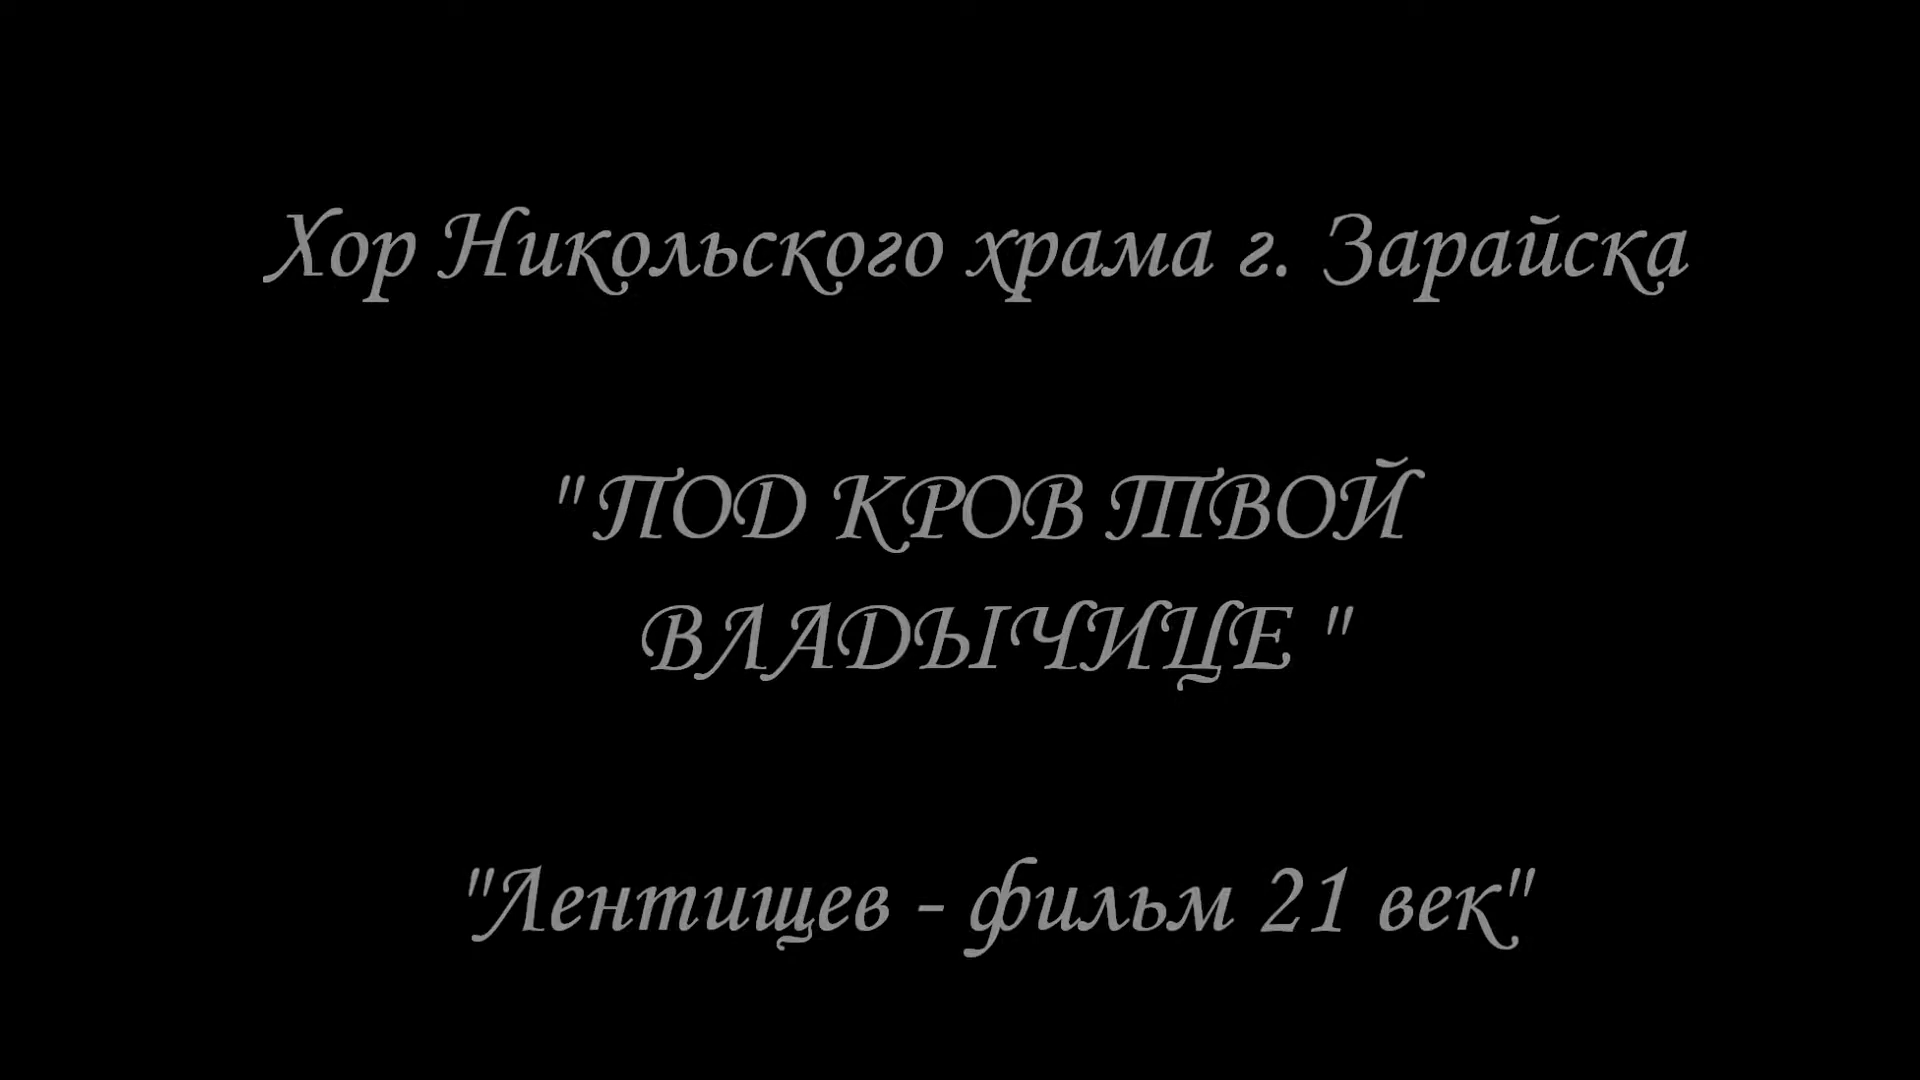 Хор Никольского храма г. Зарайска
"ПОД КРОВ ТВОЙ
ВЛАДЫЧИЦЕ "
"Лентищев - фильм 21 век"